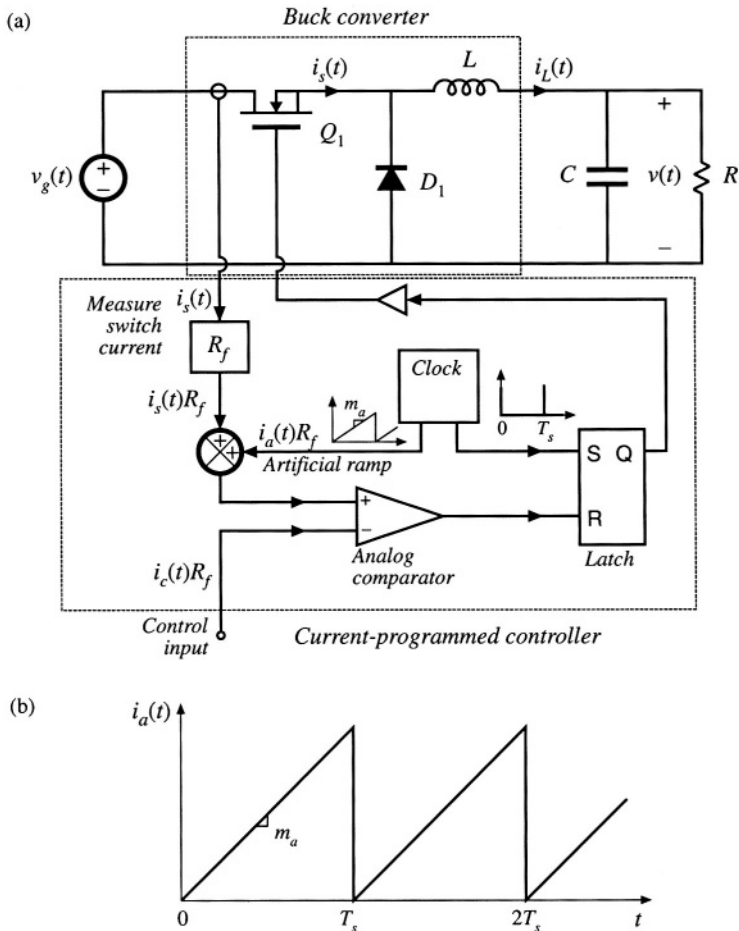 (a)
Buck converter
i_s(t)
L
i_L(t)
+
Q_1
v_g(t)
+
−
D_1
C
v(t)
R
−
Measure
switch
current
i_s(t)
R_f
Clock
i_s(t)R_f
m_a
0
T_s
+
+
i_a(t)R_f
Artificial ramp
S Q
+
−
R
Analog
comparator
Latch
i_c(t)R_f
Control
input
Current-programmed controller
(b)
i_a(t)
m_a
0
T_s
2T_s
t